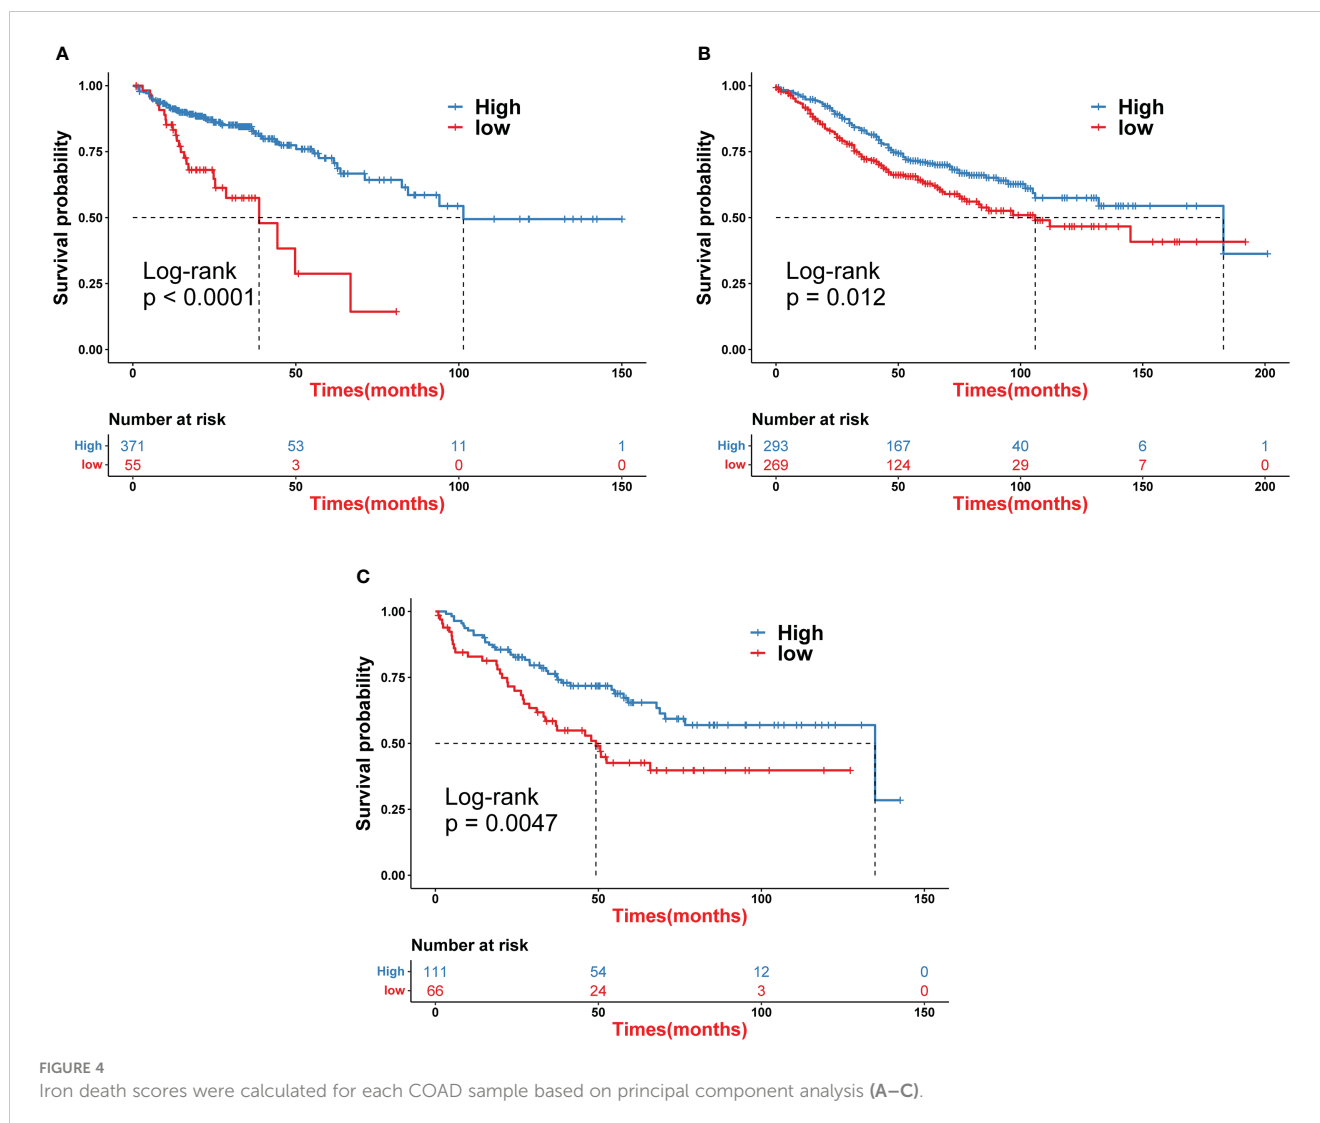 A
1.00
0.75
0.50
0.25
0.00
Survival probability
High
low
Log-rank
p < 0.0001
0 50 100 150
Times(months)
Number at risk
High 371 53 11 1
low 55 3 0 0
0 50 100 150
Times(months)
B
1.00
0.75
0.50
0.25
0.00
Survival probability
High
low
Log-rank
p = 0.012
0 50 100 150 200
Times(months)
Number at risk
High 293 167 40 6 1
low 269 124 29 7 0
0 50 100 150 200
Times(months)
C
1.00
0.75
0.50
0.25
0.00
Survival probability
High
low
Log-rank
p = 0.0047
0 50 100 150
Times(months)
Number at risk
High 111 54 12 0
low 66 24 3 0
0 50 100 150
Times(months)
FIGURE 4
Iron death scores were calculated for each COAD sample based on principal component analysis (A–C).